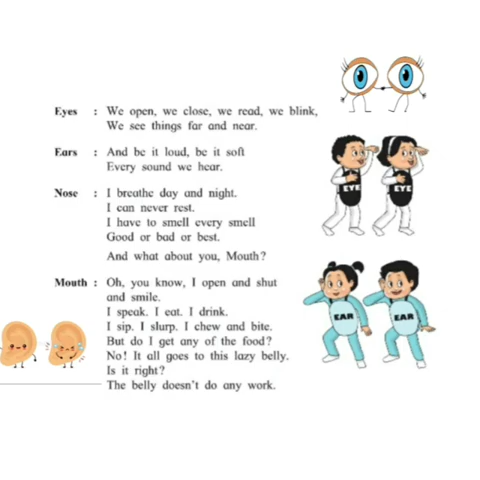 Eyes : We open, we close, we read, we blink,
We see things far and near.
Ears : And be it loud, be it soft
Every sound we hear.
Nose : I breathe day and night.
I can never rest.
I have to smell every smell
Good or bad or best.
And what about you, Mouth?
Mouth : Oh, you know, I open and shut
and smile.
I speak. I eat. I drink.
I sip. I slurp. I chew and bite.
But do I get any of the food?
No! It all goes to this lazy belly.
Is it right?
The belly doesn't do any work.
EYE
EYE
EAR
EAR